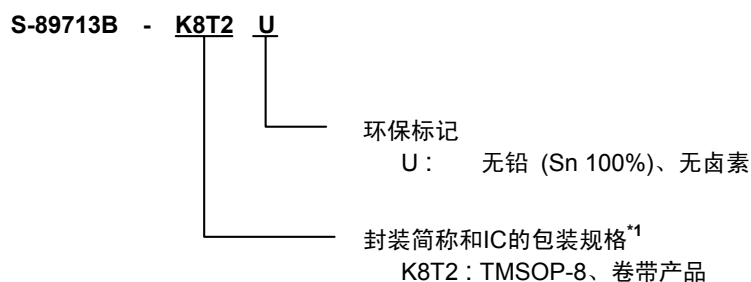 S-89713B - K8T2 U
环保标记
U : 无铅 (Sn 100%)、无卤素
封装简称和IC的包装规格*1
K8T2 : TMSOP-8、卷带产品